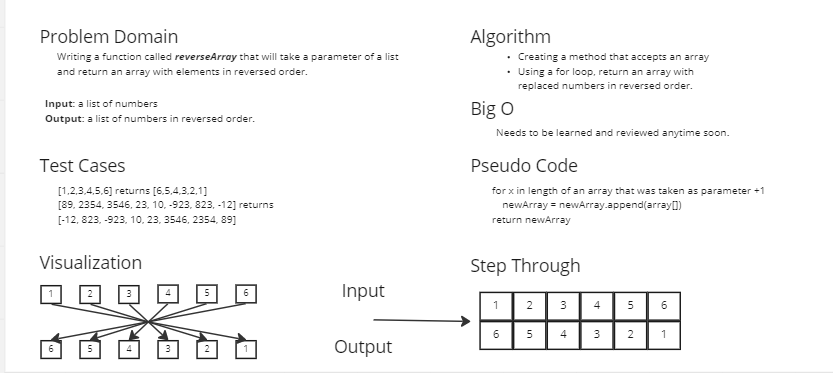 Problem Domain
Writing a function called reverseArray that will take a parameter of a list
and return an array with elements in reversed order.
Input: a list of numbers
Output: a list of numbers in reversed order.
Test Cases
[1,2,3,4,5,6] returns [6,5,4,3,2,1]
[89, 2354, 3546, 23, 10, -923, 823, -12] returns
[-12, 823, -923, 10, 23, 3546, 2354, 89]
Visualization
1 2 3 4 5 6
6 5 4 3 2 1
Input
Output
Algorithm
• Creating a method that accepts an array
• Using a for loop, return an array with
replaced numbers in reversed order.
Big O
Needs to be learned and reviewed anytime soon.
Pseudo Code
for x in length of an array that was taken as parameter +1
newArray = newArray.append(array[])
return newArray
Step Through
1 2 3 4 5 6
6 5 4 3 2 1